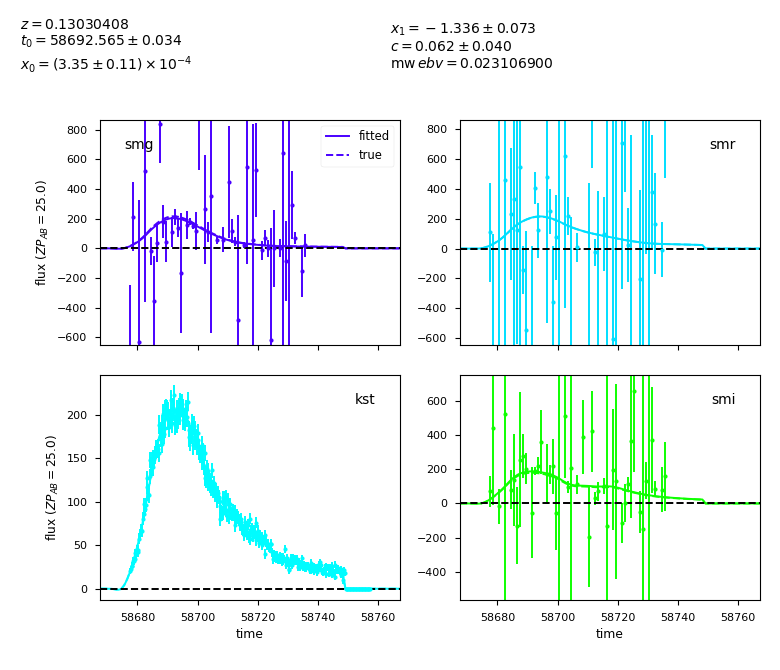 z = 0.13030408
t0 = 58692.565 ± 0.034
x0 = (3.35 ± 0.11) × 10⁻⁴
x1 = −1.336 ± 0.073
c = 0.062 ± 0.040
mw ebv = 0.023106900
smg
fitted
true
800
600
400
200
0
−200
−400
−600
flux (ZP_AB = 25.0)
smr
800
600
400
200
0
−200
−400
−600
kst
200
150
100
50
0
flux (ZP_AB = 25.0)
58680 58700 58720 58740 58760
time
smi
600
400
200
0
−200
−400
58680 58700 58720 58740 58760
time